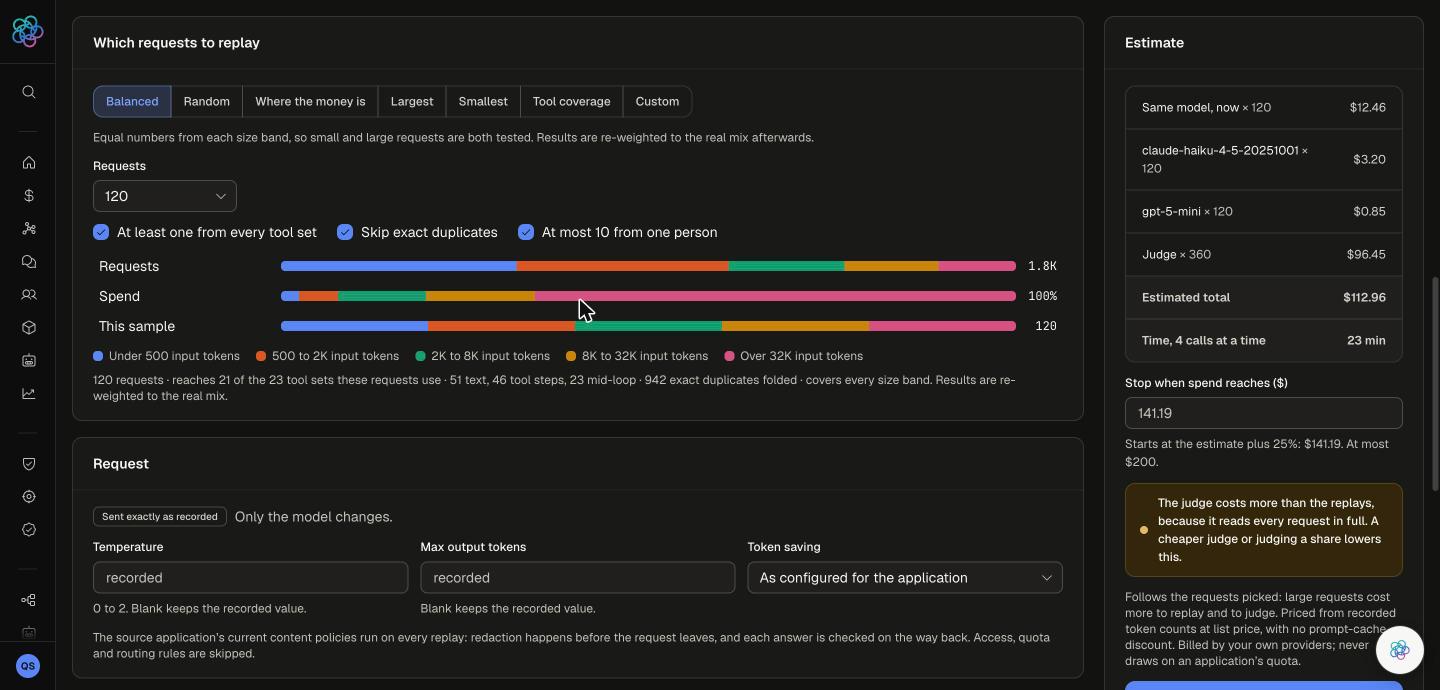 Which requests to replay
Balanced
Random
Where the money is
Largest
Smallest
Tool coverage
Custom
Equal numbers from each size band, so small and large requests are both tested. Results are re-weighted to the real mix afterwards.
Requests
120
At least one from every tool set
Skip exact duplicates
At most 10 from one person
Requests
1.8K
Spend
100%
This sample
120
Under 500 input tokens
500 to 2K input tokens
2K to 8K input tokens
8K to 32K input tokens
Over 32K input tokens
120 requests · reaches 21 of the 23 tool sets these requests use · 51 text, 46 tool steps, 23 mid-loop · 942 exact duplicates folded · covers every size band. Results are re-
weighted to the real mix.
Request
Sent exactly as recorded
Only the model changes.
Temperature
Max output tokens
Token saving
recorded
recorded
As configured for the application
0 to 2. Blank keeps the recorded value.
Blank keeps the recorded value.
The source application's current content policies run on every replay: redaction happens before the request leaves, and each answer is checked on the way back. Access, quota
and routing rules are skipped.
QS
Estimate
Same model, now × 120
$12.46
claude-haiku-4-5-20251001 ×
120
$3.20
gpt-5-mini × 120
$0.85
Judge × 360
$96.45
Estimated total
$112.96
Time, 4 calls at a time
23 min
Stop when spend reaches ($)
141.19
Starts at the estimate plus 25%: $141.19. At most
$200.
The judge costs more than the replays,
because it reads every request in full. A
cheaper judge or judging a share lowers
this.
Follows the requests picked: large requests cost
more to replay and to judge. Priced from recorded
token counts at list price, with no prompt-cache
discount. Billed by your own providers; never
draws on an application's quota.